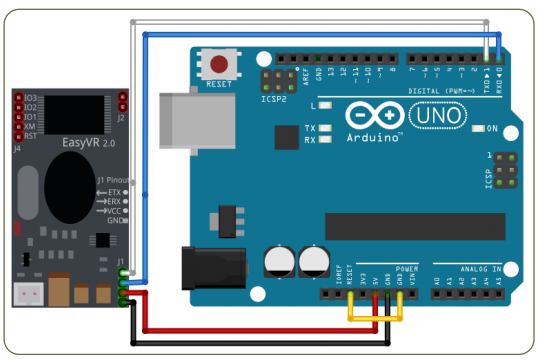 IO3
IO2
IO1
XM
RST
J4
J2
EasyVR 2.0
J1 Pinout
ETX
ERX
VCC
GND
J1
RESET
ICSP2
AREF
GND
13
12
~11
~10
~9
8
7
~6
~5
4
~3
2
TX0 ▶ 1
RX0 ◀ 0
DIGITAL (PWM=~)
L
TX
RX
Arduino™
UNO
ON
1
ICSP
IOREF
RESET
3V3
5V
GND
GND
VIN
POWER
ANALOG IN
A0
A1
A2
A3
A4
A5